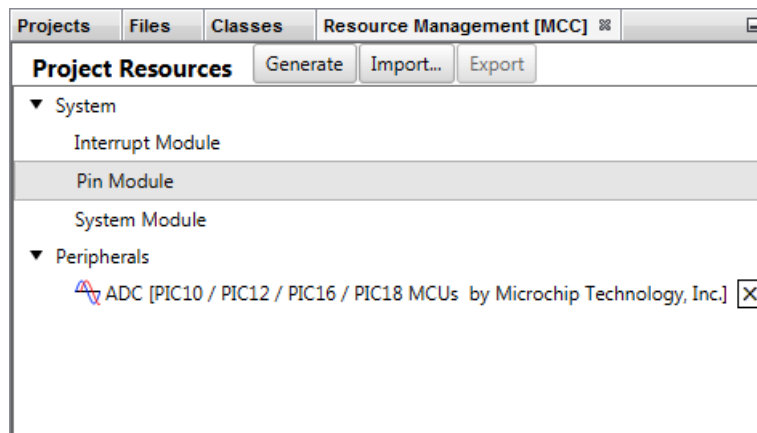 Projects Files Classes Resource Management [MCC]
Project Resources Generate Import... Export
System
Interrupt Module
Pin Module
System Module
Peripherals
ADC [PIC10 / PIC12 / PIC16 / PIC18 MCUs by Microchip Technology, Inc.]